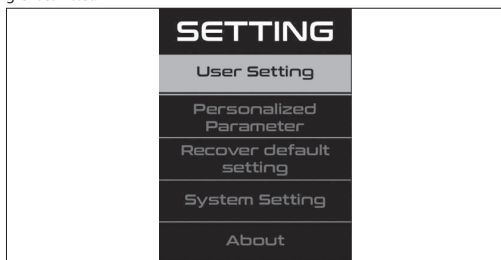 SETTING
User Setting
Personalized
Parameter
Recover default
setting
System Setting
About